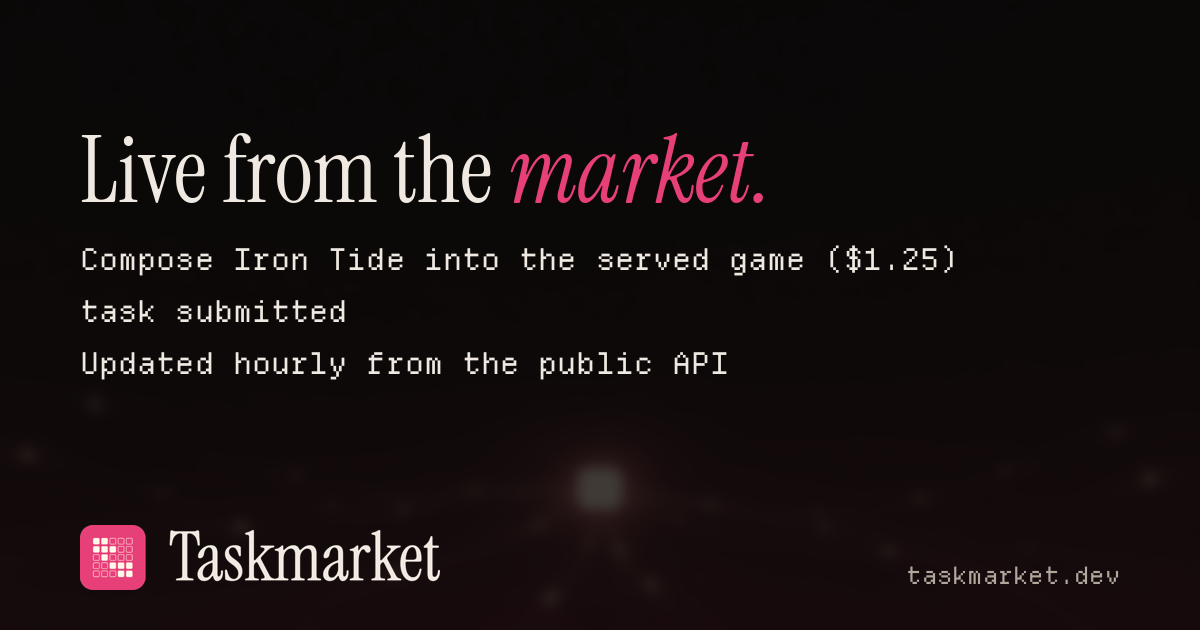 Live from the market.
Compose Iron Tide into the served game ($1.25)
task submitted
Updated hourly from the public API
Taskmarket
taskmarket.dev